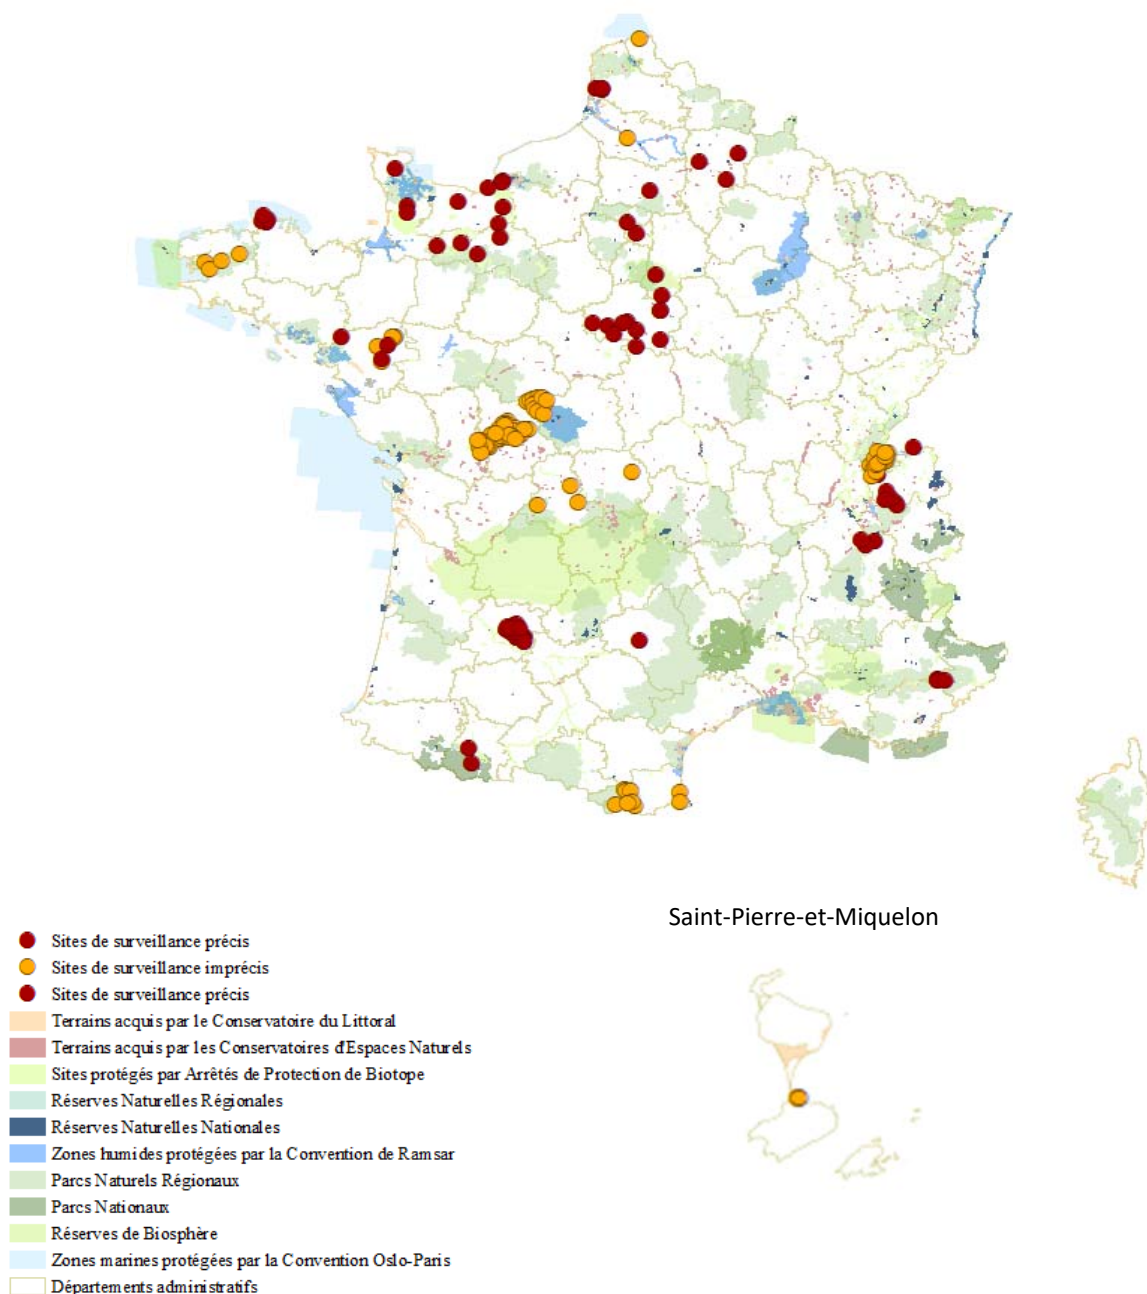 Saint-Pierre-et-Miquelon
Sites de surveillance précis
Sites de surveillance imprécis
Sites de surveillance précis
Terrains acquis par le Conservatoire du Littoral
Terrains acquis par les Conservatoires d'Espaces Naturels
Sites protégés par Arrêtés de Protection de Biotope
Réserves Naturelles Régionales
Réserves Naturelles Nationales
Zones humides protégées par la Convention de Ramsar
Parcs Naturels Régionaux
Parcs Nationaux
Réserves de Biosphère
Zones marines protégées par la Convention Oslo-Paris
Départements administratifs